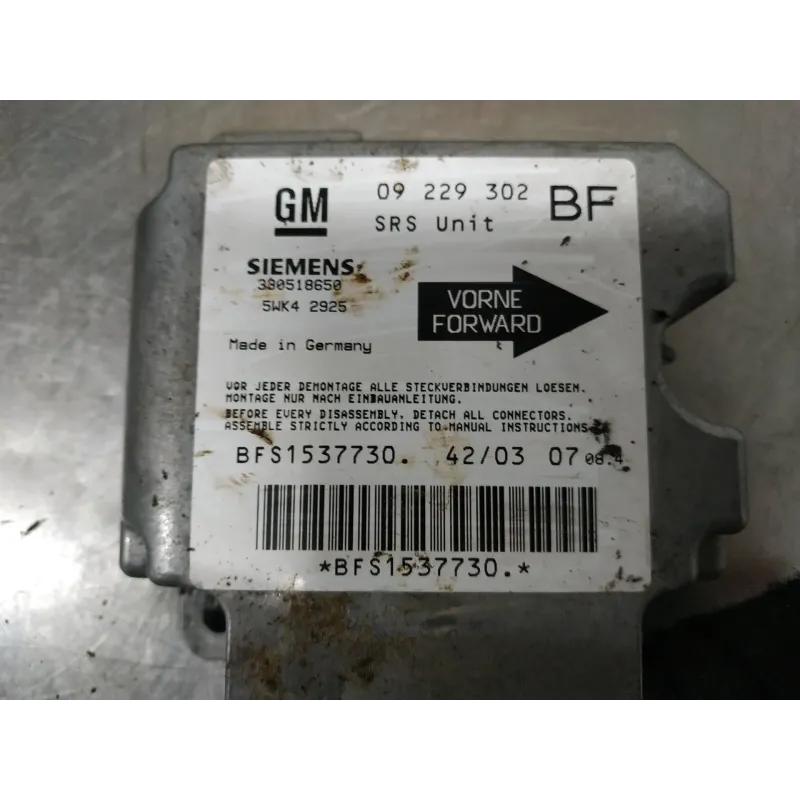 GM 09 229 302 BF
SRS Unit
SIEMENS
330518650
5WK4 2925
VORNE
FORWARD
Made in Germany
VOR JEDER DEMONTAGE ALLE STECKVERBINDUNGEN LOESEN.
MONTAGE NUR NACH EINBAUANLEITUNG.
BEFORE EVERY DISASSEMBLY, DETACH ALL CONNECTORS.
ASSEMBLE STRICTLY ACCORDING TO MANUAL INSTRUCTIONS
BFS1537730. 42/03 07 08.4
*BFS1537730.*